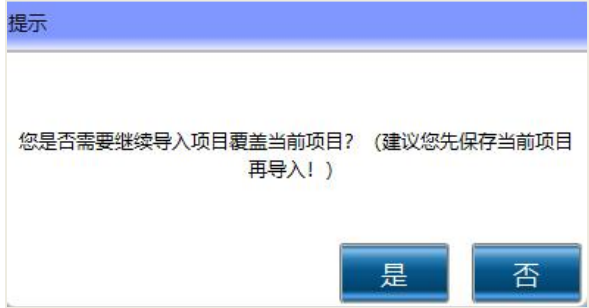 提示
您是否需要继续导入项目覆盖当前项目？（建议您先保存当前项目
再导入！）
是
否